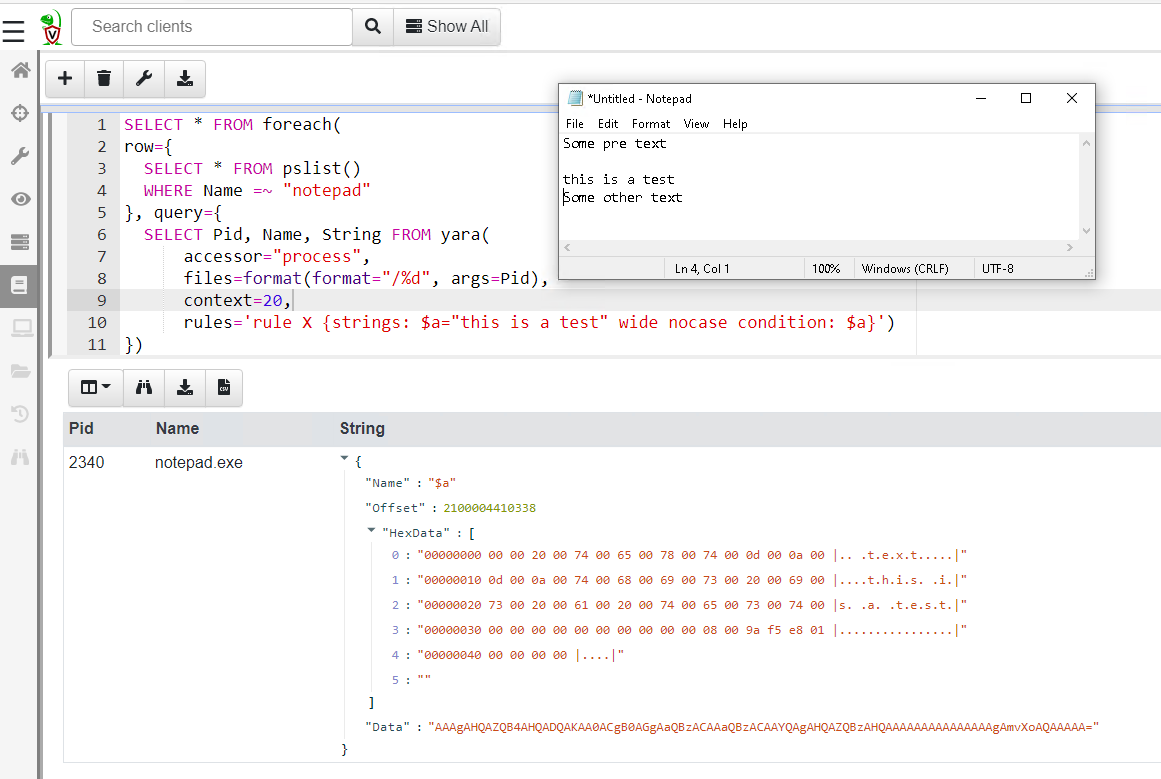 Search clients
Show All
1 SELECT * FROM foreach(
2 row={
3 SELECT * FROM pslist()
4 WHERE Name =~ "notepad"
5 }, query={
6 SELECT Pid, Name, String FROM yara(
7 accessor="process",
8 files=format(format="/%d", args=Pid),
9 context=20,
10 rules='rule X {strings: $a="this is a test" wide nocase condition: $a}')
11 })
*Untitled - Notepad
File Edit Format View Help
Some pre text
this is a test
Some other text
Ln 4, Col 1 100% Windows (CRLF) UTF-8
CSV
Pid Name String
2340 notepad.exe {
"Name" : "$a"
"Offset" : 2100004410338
"HexData" : [
0 : "00000000 00 00 20 00 74 00 65 00 78 00 74 00 0d 00 0a 00 |.. .t.e.x.t.....|"
1 : "00000010 0d 00 0a 00 74 00 68 00 69 00 73 00 20 00 69 00 |....t.h.i.s. .i.|"
2 : "00000020 73 00 20 00 61 00 20 00 74 00 65 00 73 00 74 00 |s. .a. .t.e.s.t.|"
3 : "00000030 00 00 00 00 00 00 00 00 00 00 08 00 9a f5 e8 01 |................|"
4 : "00000040 00 00 00 00 |....|"
5 : ""
]
"Data" : "AAAgAHQAZQB4AHQADQAKAA0ACgB0AGgAaQBzACAAaQBzACAAYQAgAHQAZQBzAHQAAAAAAAAAAAAAAAgAmvXoAQAAAAA="
}